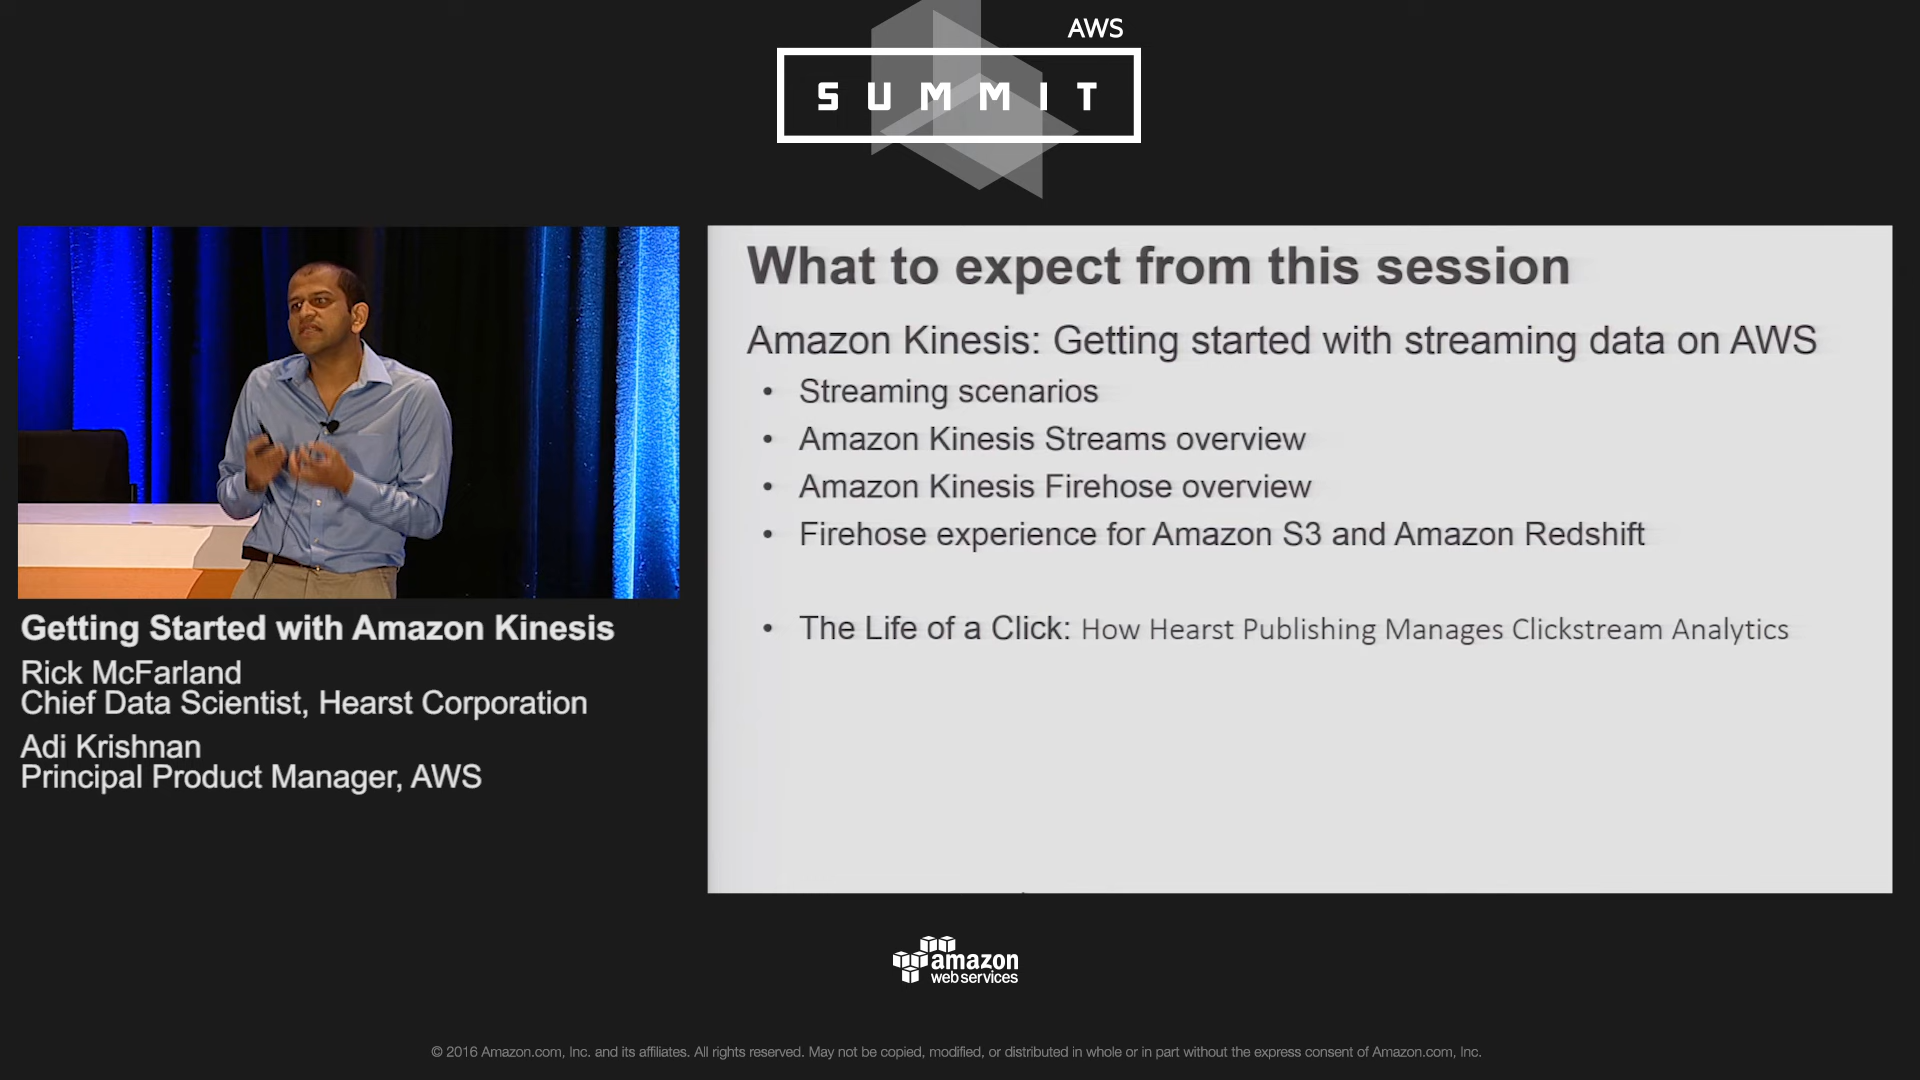 AWS
SUMMIT
What to expect from this session
Amazon Kinesis: Getting started with streaming data on AWS
• Streaming scenarios
• Amazon Kinesis Streams overview
• Amazon Kinesis Firehose overview
• Firehose experience for Amazon S3 and Amazon Redshift
• The Life of a Click: How Hearst Publishing Manages Clickstream Analytics
Getting Started with Amazon Kinesis
Rick McFarland
Chief Data Scientist, Hearst Corporation
Adi Krishnan
Principal Product Manager, AWS
amazon
webservices
© 2016 Amazon.com, Inc. and its affiliates. All rights reserved. May not be copied, modified, or distributed in whole or in part without the express consent of Amazon.com, Inc.